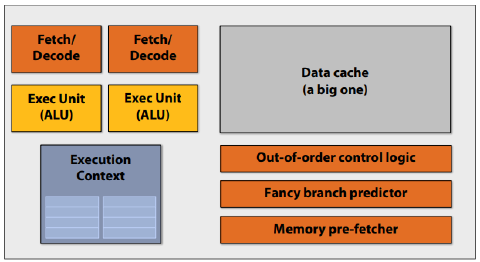 Fetch/
Decode
Fetch/
Decode
Exec Unit
(ALU)
Exec Unit
(ALU)
Execution
Context
Data cache
(a big one)
Out-of-order control logic
Fancy branch predictor
Memory pre-fetcher